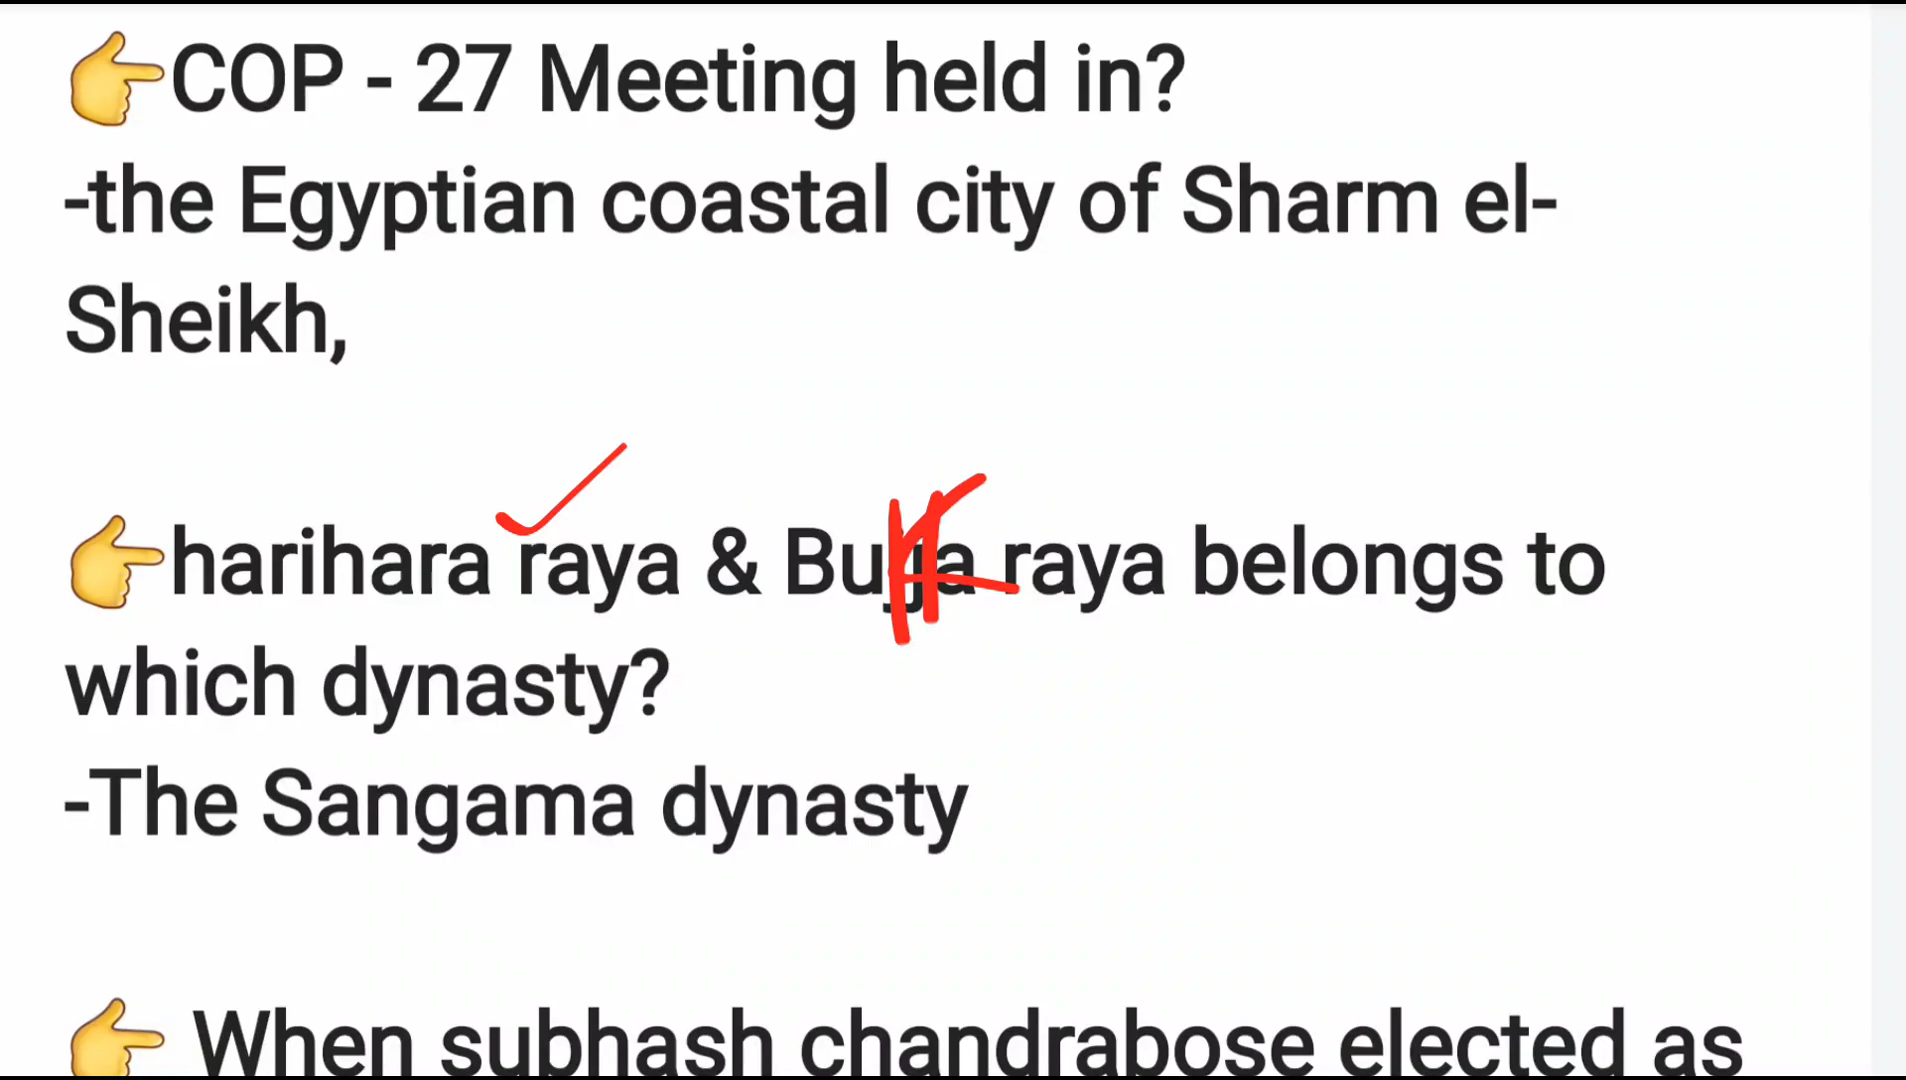 👉COP - 27 Meeting held in?
-the Egyptian coastal city of Sharm el-
Sheikh,
👉harihara raya & Bujja raya belongs to
which dynasty?
-The Sangama dynasty
👉 When subhash chandrabose elected as